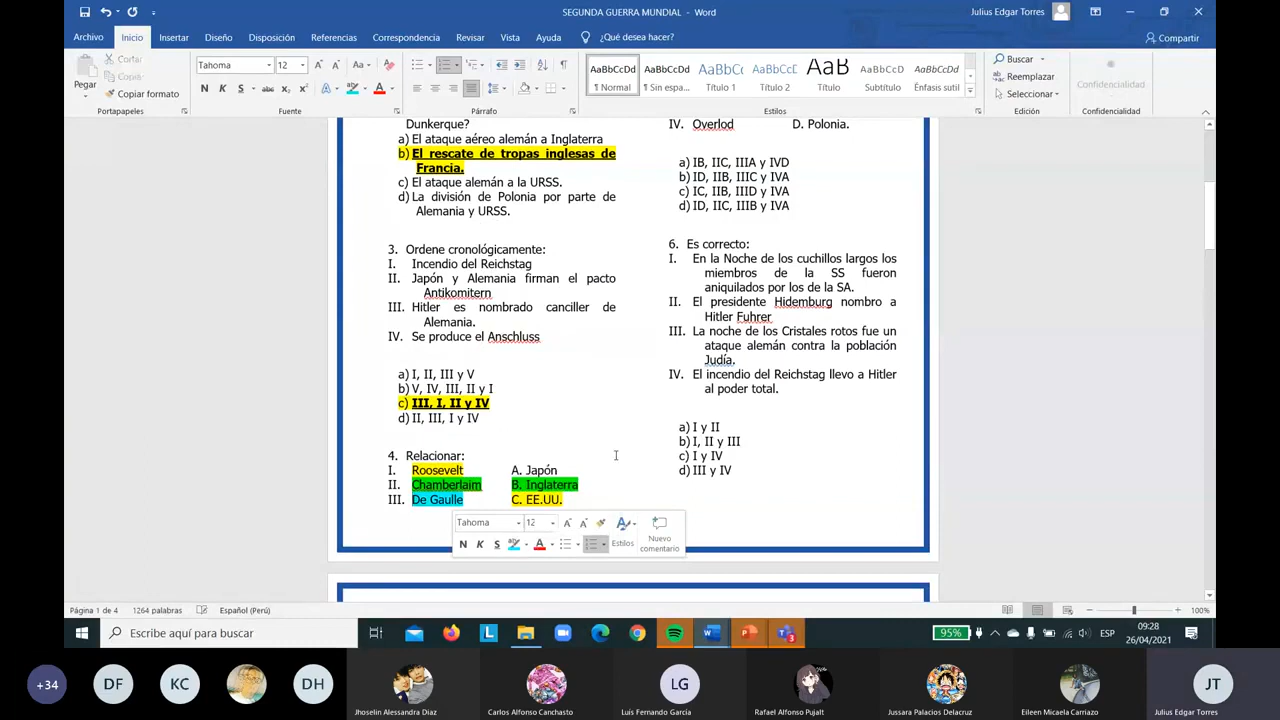 SEGUNDA GUERRA MUNDIAL - Word
Julius Edgar Torres
Archivo Inicio Insertar Diseño Disposición Referencias Correspondencia Revisar Vista Ayuda ¿Qué desea hacer? Compartir
Pegar
Cortar
Copiar
Copiar formato
Portapapeles
Tahoma 12
N K S abc x₂ x² Aa
Fuente
Párrafo
AaBbCcDd AaBbCcDd AaBbCc AaBbCcE AaB AaBbCcD AaBbCcDd
¶ Normal ¶ Sin espa... Título 1 Título 2 Título Subtítulo Énfasis sutil
Estilos
Buscar
Reemplazar
Seleccionar
Edición
Confidencialidad
Confidencialidad
Dunkerque?
a) El ataque aéreo alemán a Inglaterra
b) El rescate de tropas inglesas de
Francia.
c) El ataque alemán a la URSS.
d) La división de Polonia por parte de
Alemania y URSS.
3. Ordene cronológicamente:
I. Incendio del Reichstag
II. Japón y Alemania firman el pacto
Antikomitern
III. Hitler es nombrado canciller de
Alemania.
IV. Se produce el Anschluss
a) I, II, III y V
b) V, IV, III, II y I
c) III, I, II y IV
d) II, III, I y IV
4. Relacionar:
I. Roosevelt A. Japón
II. Chamberlaim B. Inglaterra
III. De Gaulle C. EE.UU.
IV. Overlod D. Polonia.
a) IB, IIC, IIIA y IVD
b) ID, IIB, IIIC y IVA
c) IC, IIB, IIID y IVA
d) ID, IIC, IIIB y IVA
6. Es correcto:
I. En la Noche de los cuchillos largos los
miembros de la SS fueron
aniquilados por los de la SA.
II. El presidente Hidemburg nombro a
Hitler Fuhrer
III. La noche de los Cristales rotos fue un
ataque alemán contra la población
Judía.
IV. El incendio del Reichstag llevo a Hitler
al poder total.
a) I y II
b) I, II y III
c) I y IV
d) III y IV
Tahoma 12
N K S A
Estilos
Nuevo
comentario
Página 1 de 4 1264 palabras Español (Perú) 100%
Escribe aquí para buscar
95% ESP
09:28
26/04/2021
+34 DF KC DH LG JT
Jhoselin Alessandra Diaz Carlos Alfonso Canchasto Luis Fernando García Rafael Alfonso Pujalt Jussara Palacios Delacruz Eileen Micaela Carriazo Julius Edgar Torres